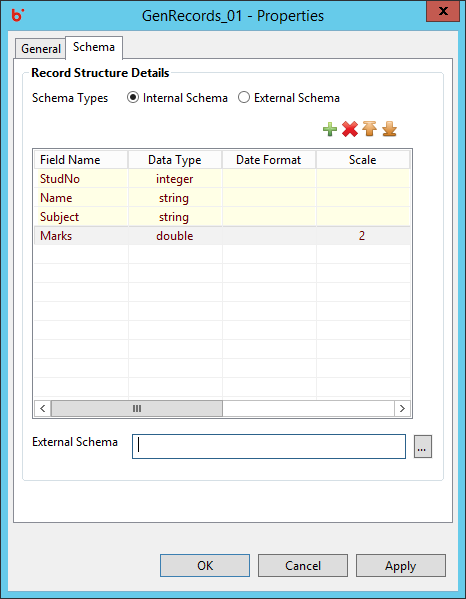 GenRecords_01 - Properties
General Schema
Record Structure Details
Schema Types Internal Schema External Schema
Field Name Data Type Date Format Scale
StudNo integer
Name string
Subject string
Marks double 2
External Schema ...
OK Cancel Apply